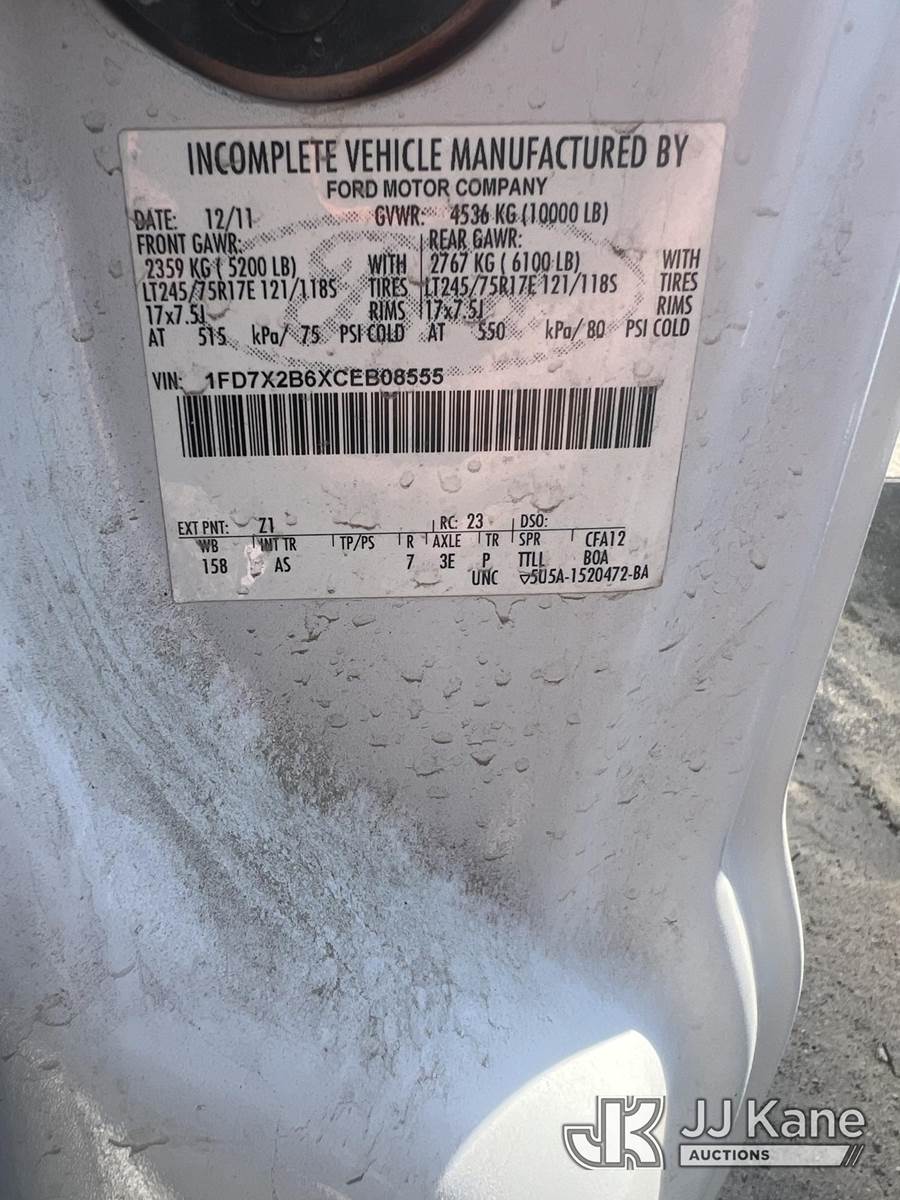 INCOMPLETE VEHICLE MANUFACTURED BY
FORD MOTOR COMPANY
DATE: 12/11 GVWR: 4536 KG (10000 LB)
FRONT GAWR: REAR GAWR:
2359 KG ( 5200 LB) WITH 2767 KG ( 6100 LB) WITH
LT245/75R17E 121/118S TIRES LT245/75R17E 121/118S TIRES
17x7.5J RIMS 17x7.5J RIMS
AT 515 kPa/ 75 PSI COLD AT 550 kPa/ 80 PSI COLD
VIN: 1FD7X2B6XCEB08555
EXT PNT: Z1 RC: 23 DSO:
WB INT TR TP/PS R AXLE TR SPR CFA12
158 AS 7 3E P TTLL BOA
UNC ▽5U5A-1520472-BA
JK JJ Kane
AUCTIONS